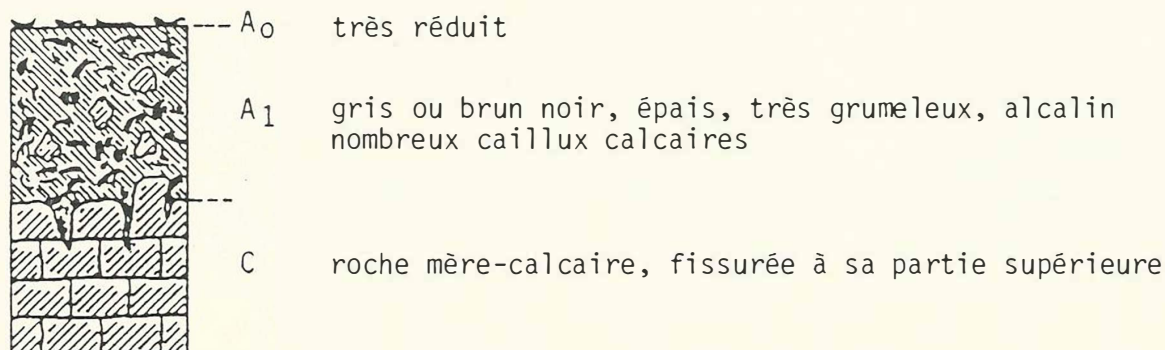 A0 très réduit
A1 gris ou brun noir, épais, très grumeleux, alcalin
nombreux caillux calcaires
C roche mère-calcaire, fissurée à sa partie supérieure